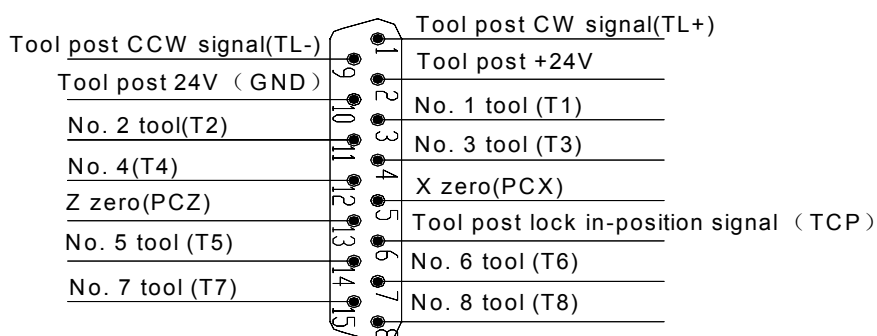 Tool post CW signal(TL+)
Tool post CCW signal(TL-)
1
Tool post +24V
9
Tool post 24V （GND）
2
No. 1 tool (T1)
10
No. 2 tool(T2)
3
No. 3 tool (T3)
11
No. 4(T4)
4
X zero(PCX)
12
Z zero(PCZ)
5
Tool post lock in-position signal （TCP）
13
No. 5 tool (T5)
6
No. 6 tool (T6)
14
No. 7 tool (T7)
7
No. 8 tool (T8)
15
8